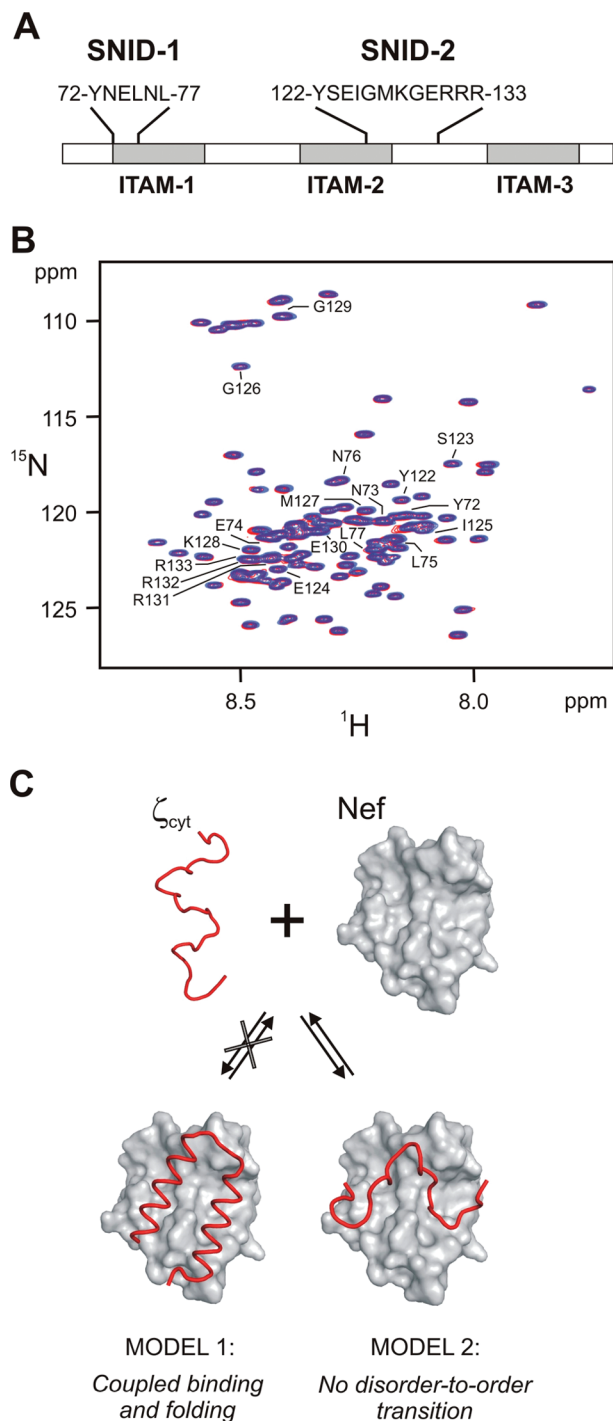 A
SNID-1
SNID-2
72-YNELNL-77
122-YSEIGMKGERRR-133
ITAM-1
ITAM-2
ITAM-3
B
ppm
110
115
120
125
15N
G129
G126
S123
N76
Y122
M127
N73
Y72
E74
L77
I125
K128
E130
R133
L75
R132
E124
R131
8.5
8.0
ppm
1H
C
ζcyt
Nef
+
MODEL 1:
MODEL 2:
Coupled binding
and folding
No disorder-to-order
transition